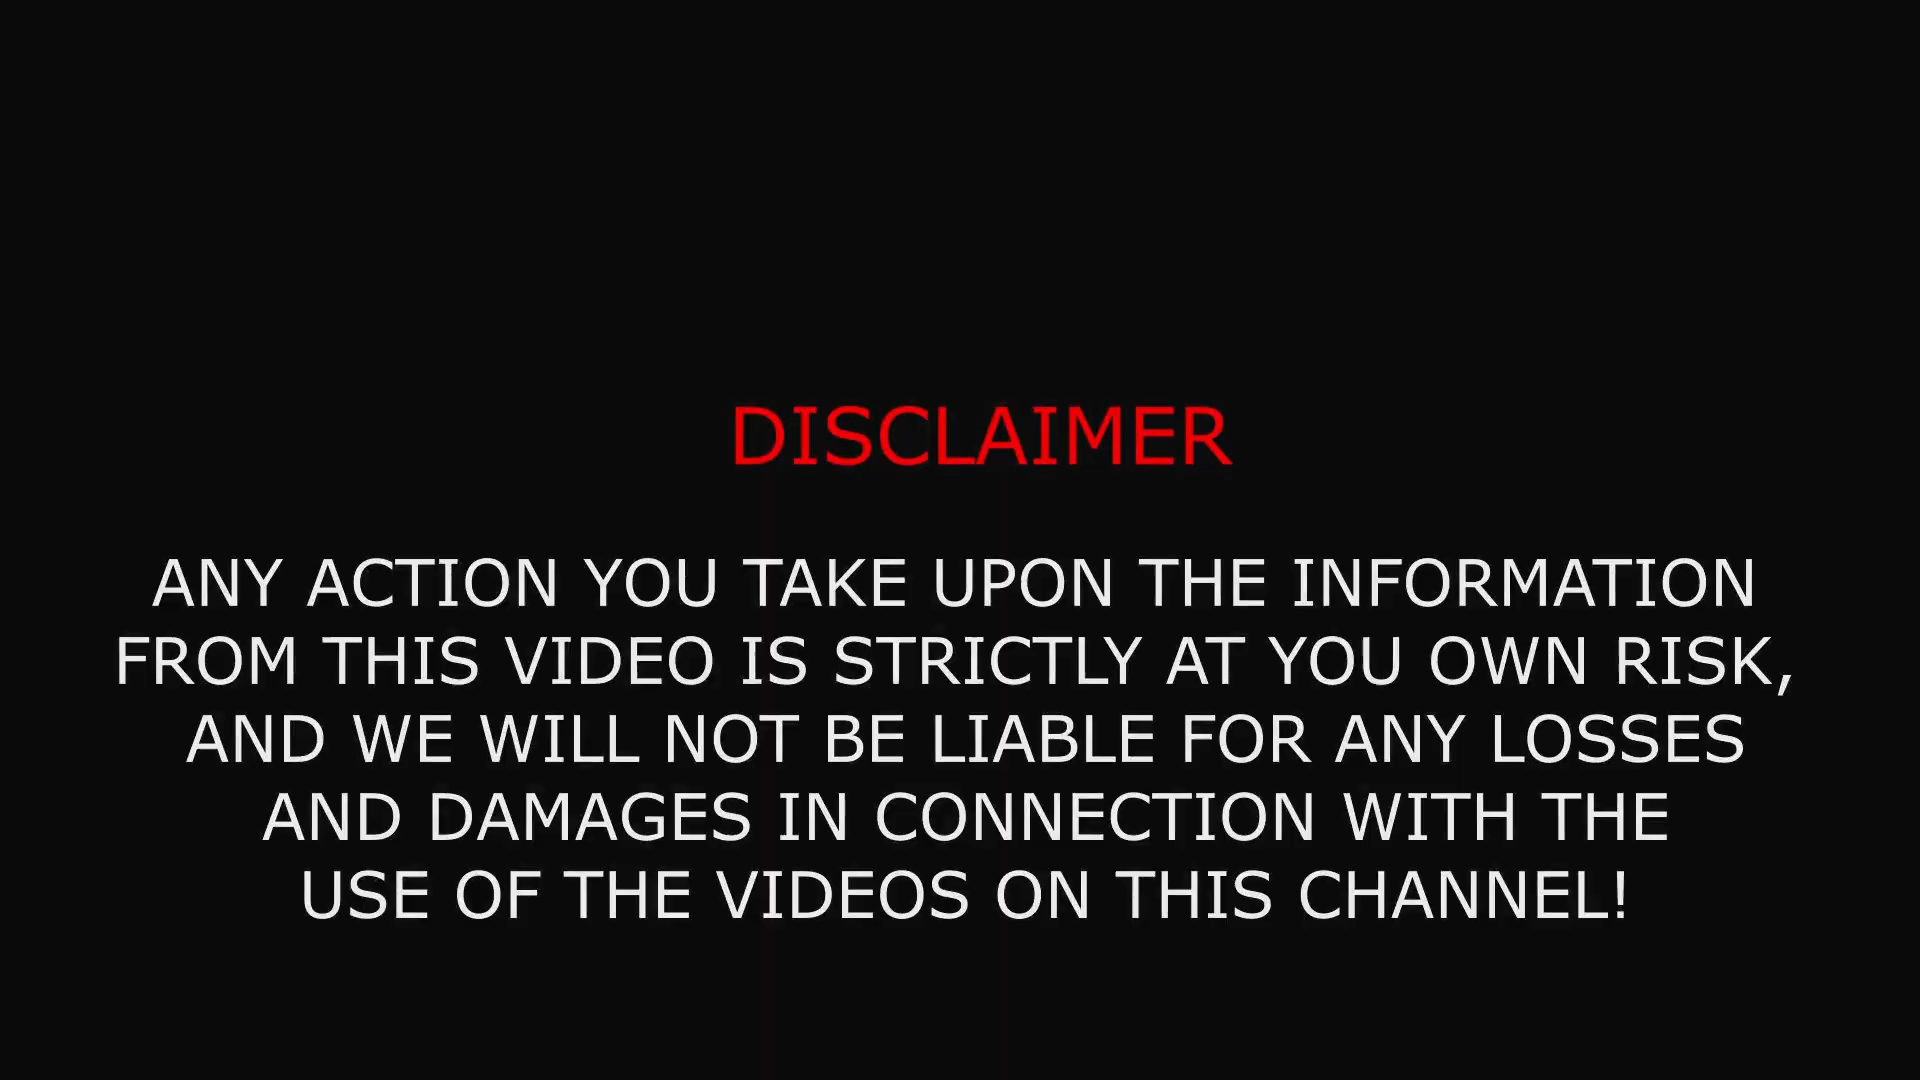 DISCLAIMER
ANY ACTION YOU TAKE UPON THE INFORMATION
FROM THIS VIDEO IS STRICTLY AT YOU OWN RISK,
AND WE WILL NOT BE LIABLE FOR ANY LOSSES
AND DAMAGES IN CONNECTION WITH THE
USE OF THE VIDEOS ON THIS CHANNEL!